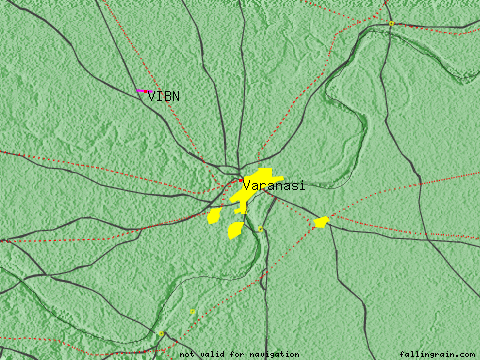 VIBN
Varanasi
not valid for navigation
fallingrain.com